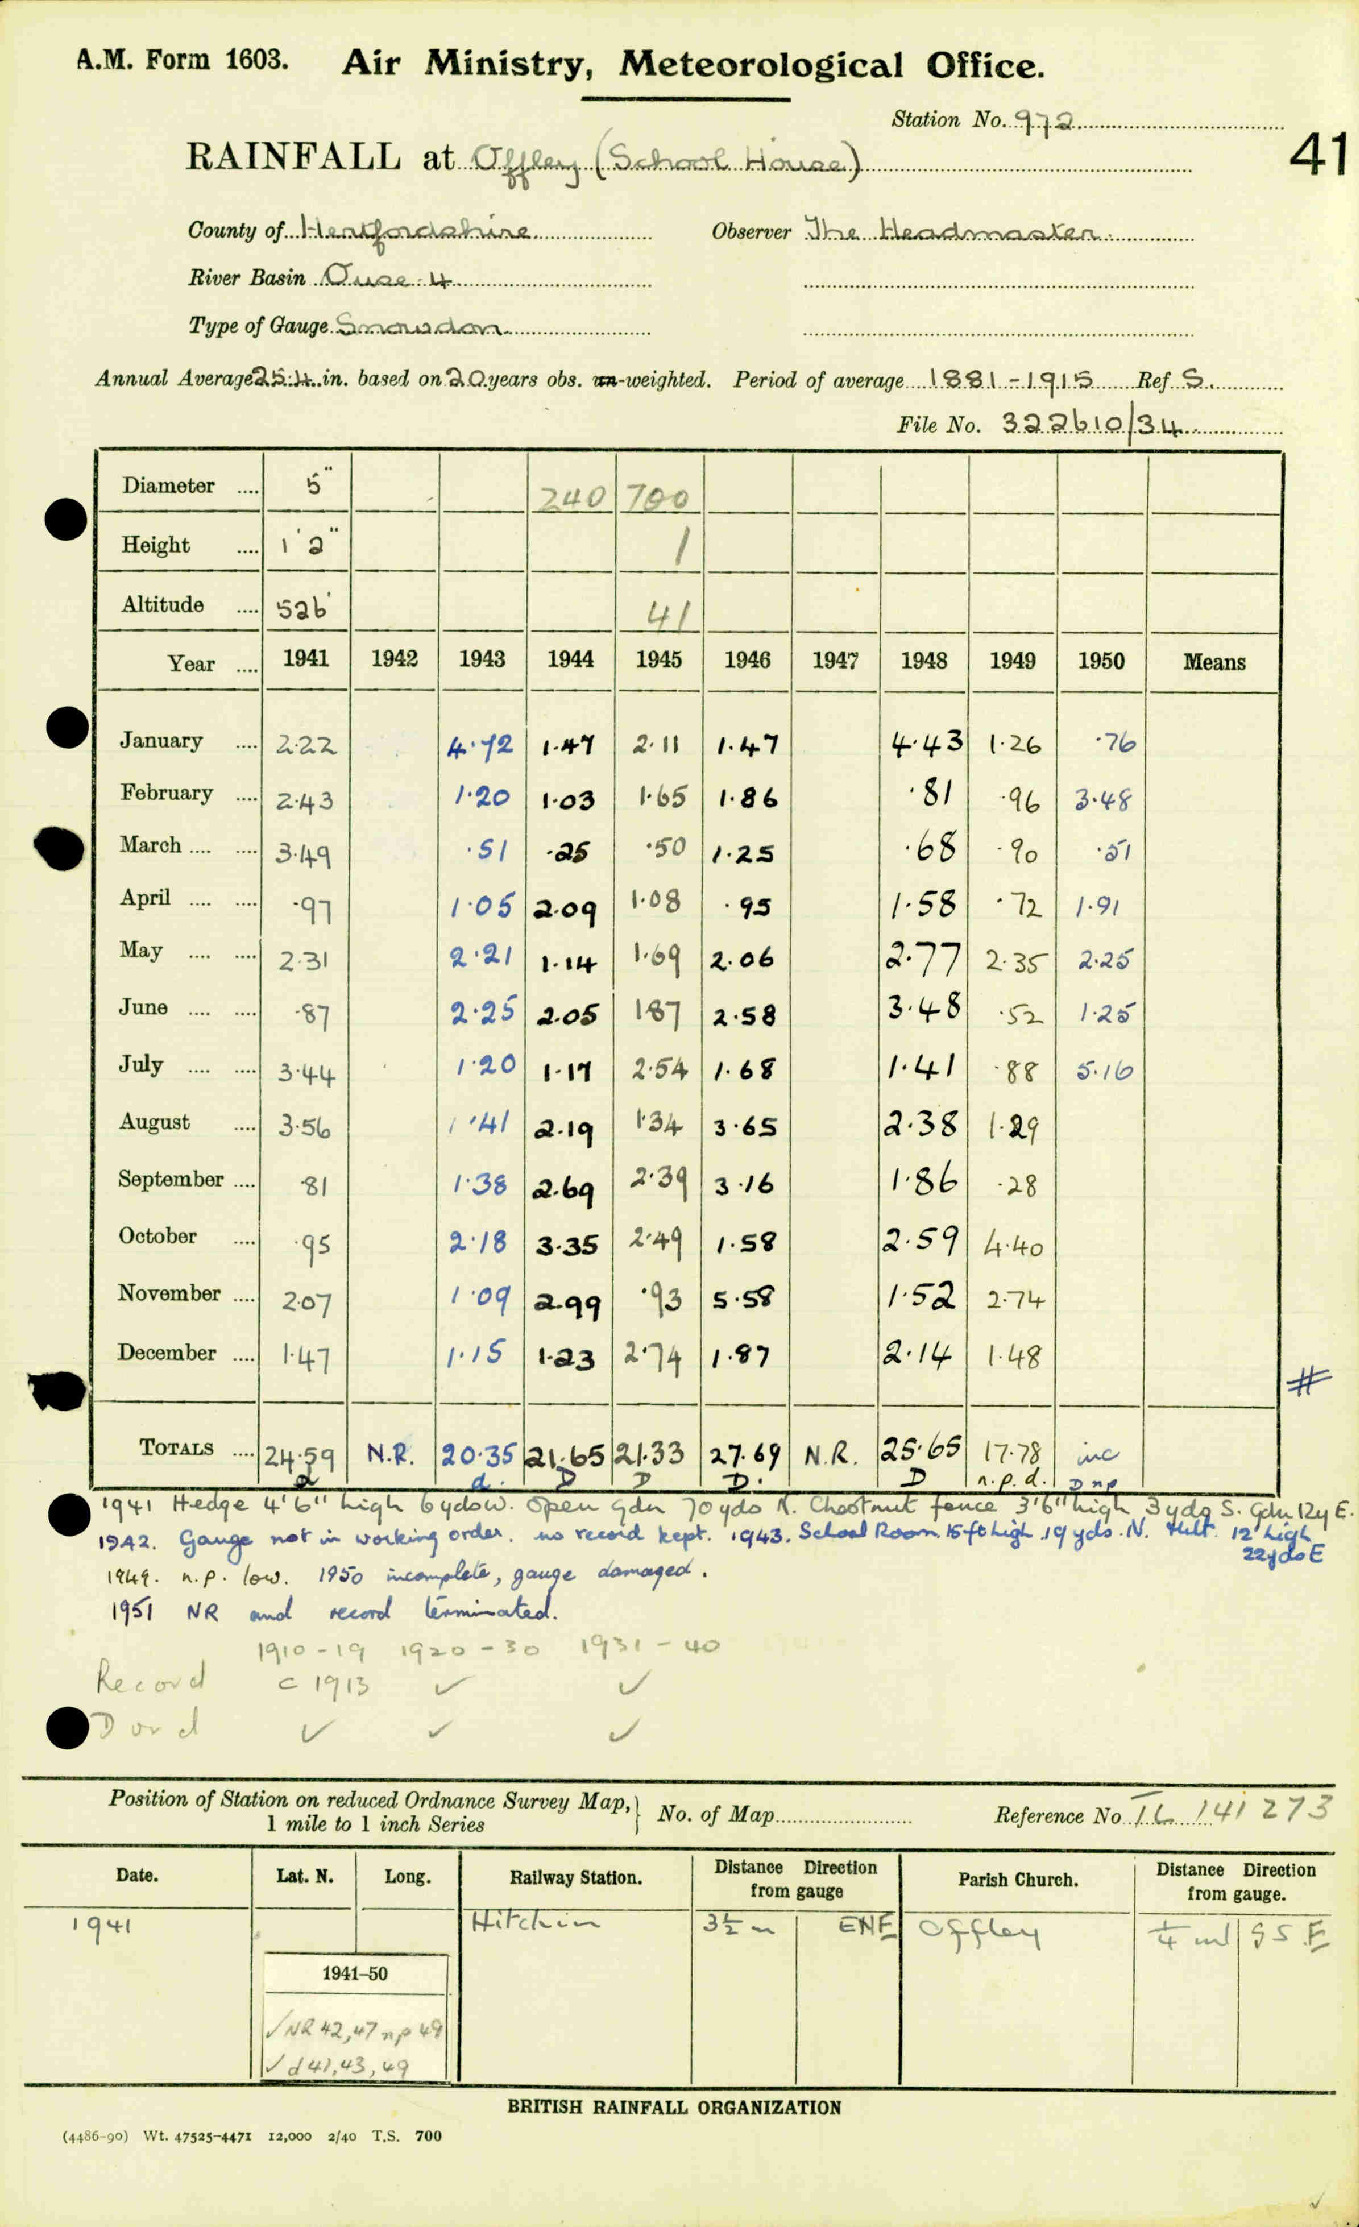 A.M. Form 1603. Air Ministry, Meteorological Office.
Station No. 972
41
RAINFALL at Offley (School House)
County of Hertfordshire Observer The Headmaster
River Basin Ouse. 4
Type of Gauge Snowdon
Annual Average 25.4 in. based on 20 years obs. un-weighted. Period of average 1881 - 1915 Ref S.
File No. 322610/34
Diameter .... 5" 240 700
Height .... 1' 2" 1
Altitude .... 526' 41
Year .... 1941 1942 1943 1944 1945 1946 1947 1948 1949 1950 Means
January .... 2.22 4.72 1.47 2.11 1.47 4.43 1.26 .76
February .... 2.43 1.20 1.03 1.65 1.86 .81 .96 3.48
March .... .... 3.49 .51 .25 .50 1.25 .68 .90 .51
April .... .... .97 1.05 2.09 1.08 .95 1.58 .72 1.91
May .... .... 2.31 2.21 1.14 1.69 2.06 2.77 2.35 2.25
June .... .... .87 2.25 2.05 1.87 2.58 3.48 .52 1.25
July .... .... 3.44 1.20 1.17 2.54 1.68 1.41 .88 5.16
August .... 3.56 1.41 2.19 1.34 3.65 2.38 1.29
September .... .81 1.38 2.69 2.39 3.16 1.86 .28
October .... .95 2.18 3.35 2.49 1.58 2.59 4.40
November .... 2.07 1.09 2.99 .93 5.58 1.52 2.74
December .... 1.47 1.15 1.23 2.74 1.87 2.14 1.48
#
TOTALS .... 24.59 N.R. 20.35 21.65 21.33 27.69 N.R. 25.65 17.78 inc
d d. D D D. D n.p.d. D np
1941 Hedge 4' 6" high 6 yds W. Open gdn 70 yds N. Chestnut fence 3'6" high 3 yds S. Gdn 12y E.
1942. Gauge not in working order. no record kept. 1943. School Room 15 ft high 19 yds. N. 12' high
22 yds E
1949. n.p. low. 1950 incomplete, gauge damaged.
1951 NR and record terminated.
1910 - 19 1920 - 30 1931 - 40
Record c 1913 ✓ ✓
D or d ✓ ✓ ✓
Position of Station on reduced Ordnance Survey Map, } No. of Map Reference No. TL 141 273
1 mile to 1 inch Series
Date. Lat. N. Long. Railway Station. Distance Direction Parish Church. Distance Direction
from gauge from gauge.
1941 Hitchin 3½ m ENE Offley ¼ ml SSE
1941–50
✓ NR 42, 47 np 49
✓ d 41, 43, 49
BRITISH RAINFALL ORGANIZATION
(4486-90) Wt. 47525-4471 12,000 2/40 T.S. 700
✓